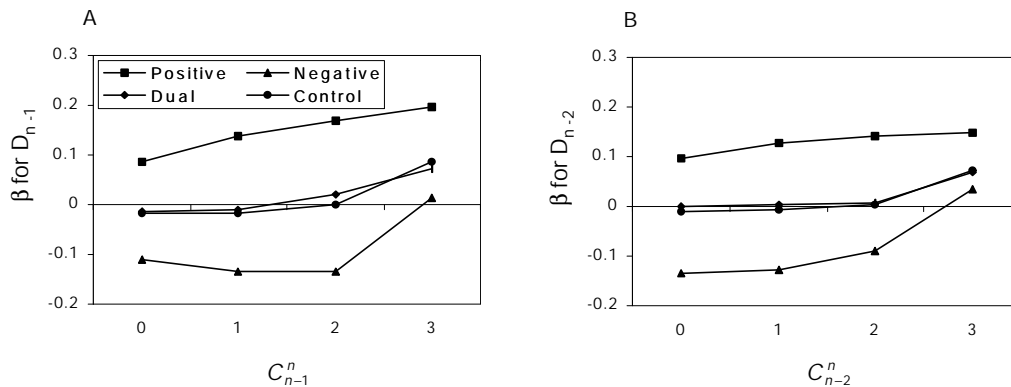 A
0.3
Positive Negative
Dual Control
0.2
0.1
0
-0.1
-0.2
β for D n-1
0 1 2 3
C n n−1
B
0.3
0.2
0.1
0
-0.1
-0.2
β for D n-2
0 1 2 3
C n n−2